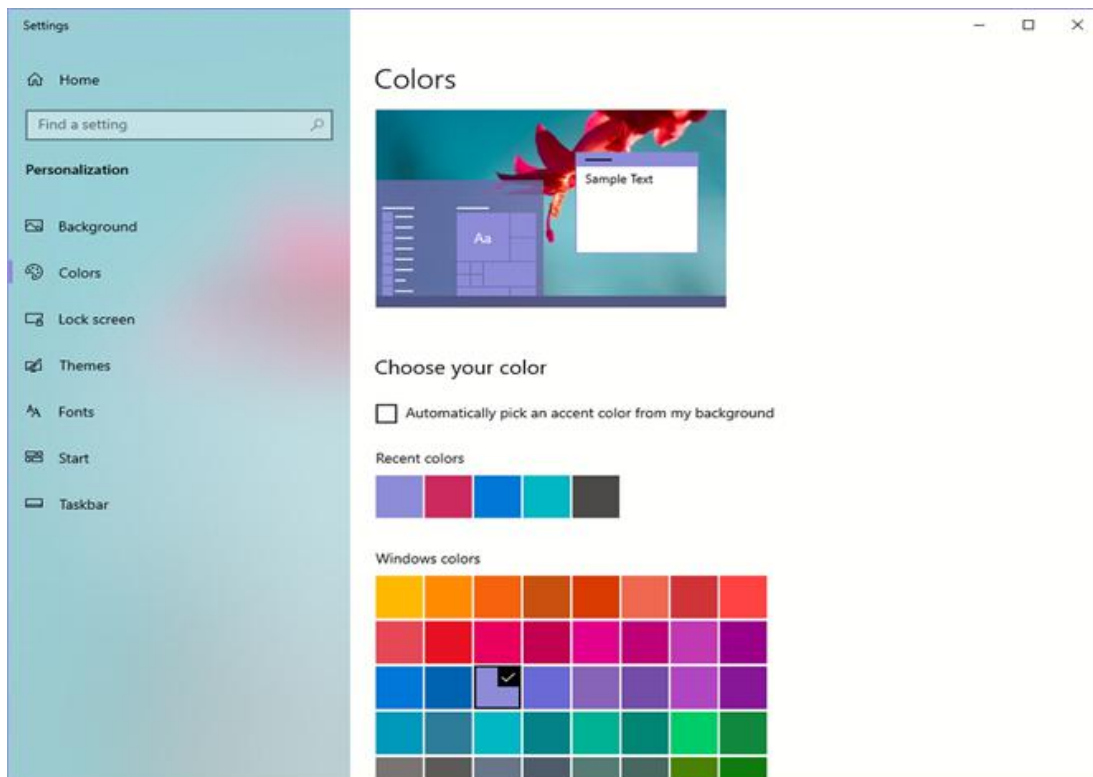 Settings
Home
Find a setting
Personalization
Background
Colors
Lock screen
Themes
Fonts
Start
Taskbar
Colors
Sample Text
Aa
Choose your color
Automatically pick an accent color from my background
Recent colors
Windows colors